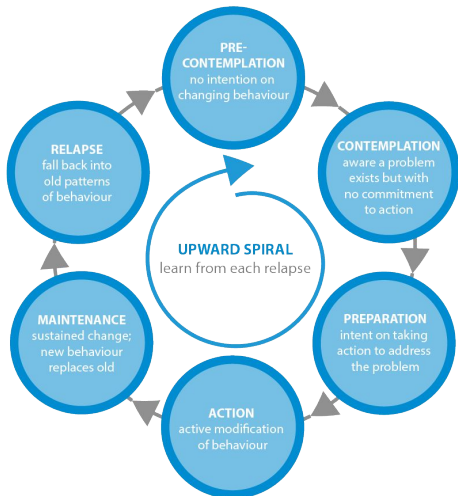 PRE-
CONTEMPLATION
no intention on
changing behaviour
CONTEMPLATION
aware a problem
exists but with
no commitment
to action
PREPARATION
intent on taking
action to address
the problem
ACTION
active modification
of behaviour
MAINTENANCE
sustained change;
new behaviour
replaces old
RELAPSE
fall back into
old patterns
of behaviour
UPWARD SPIRAL
learn from each relapse